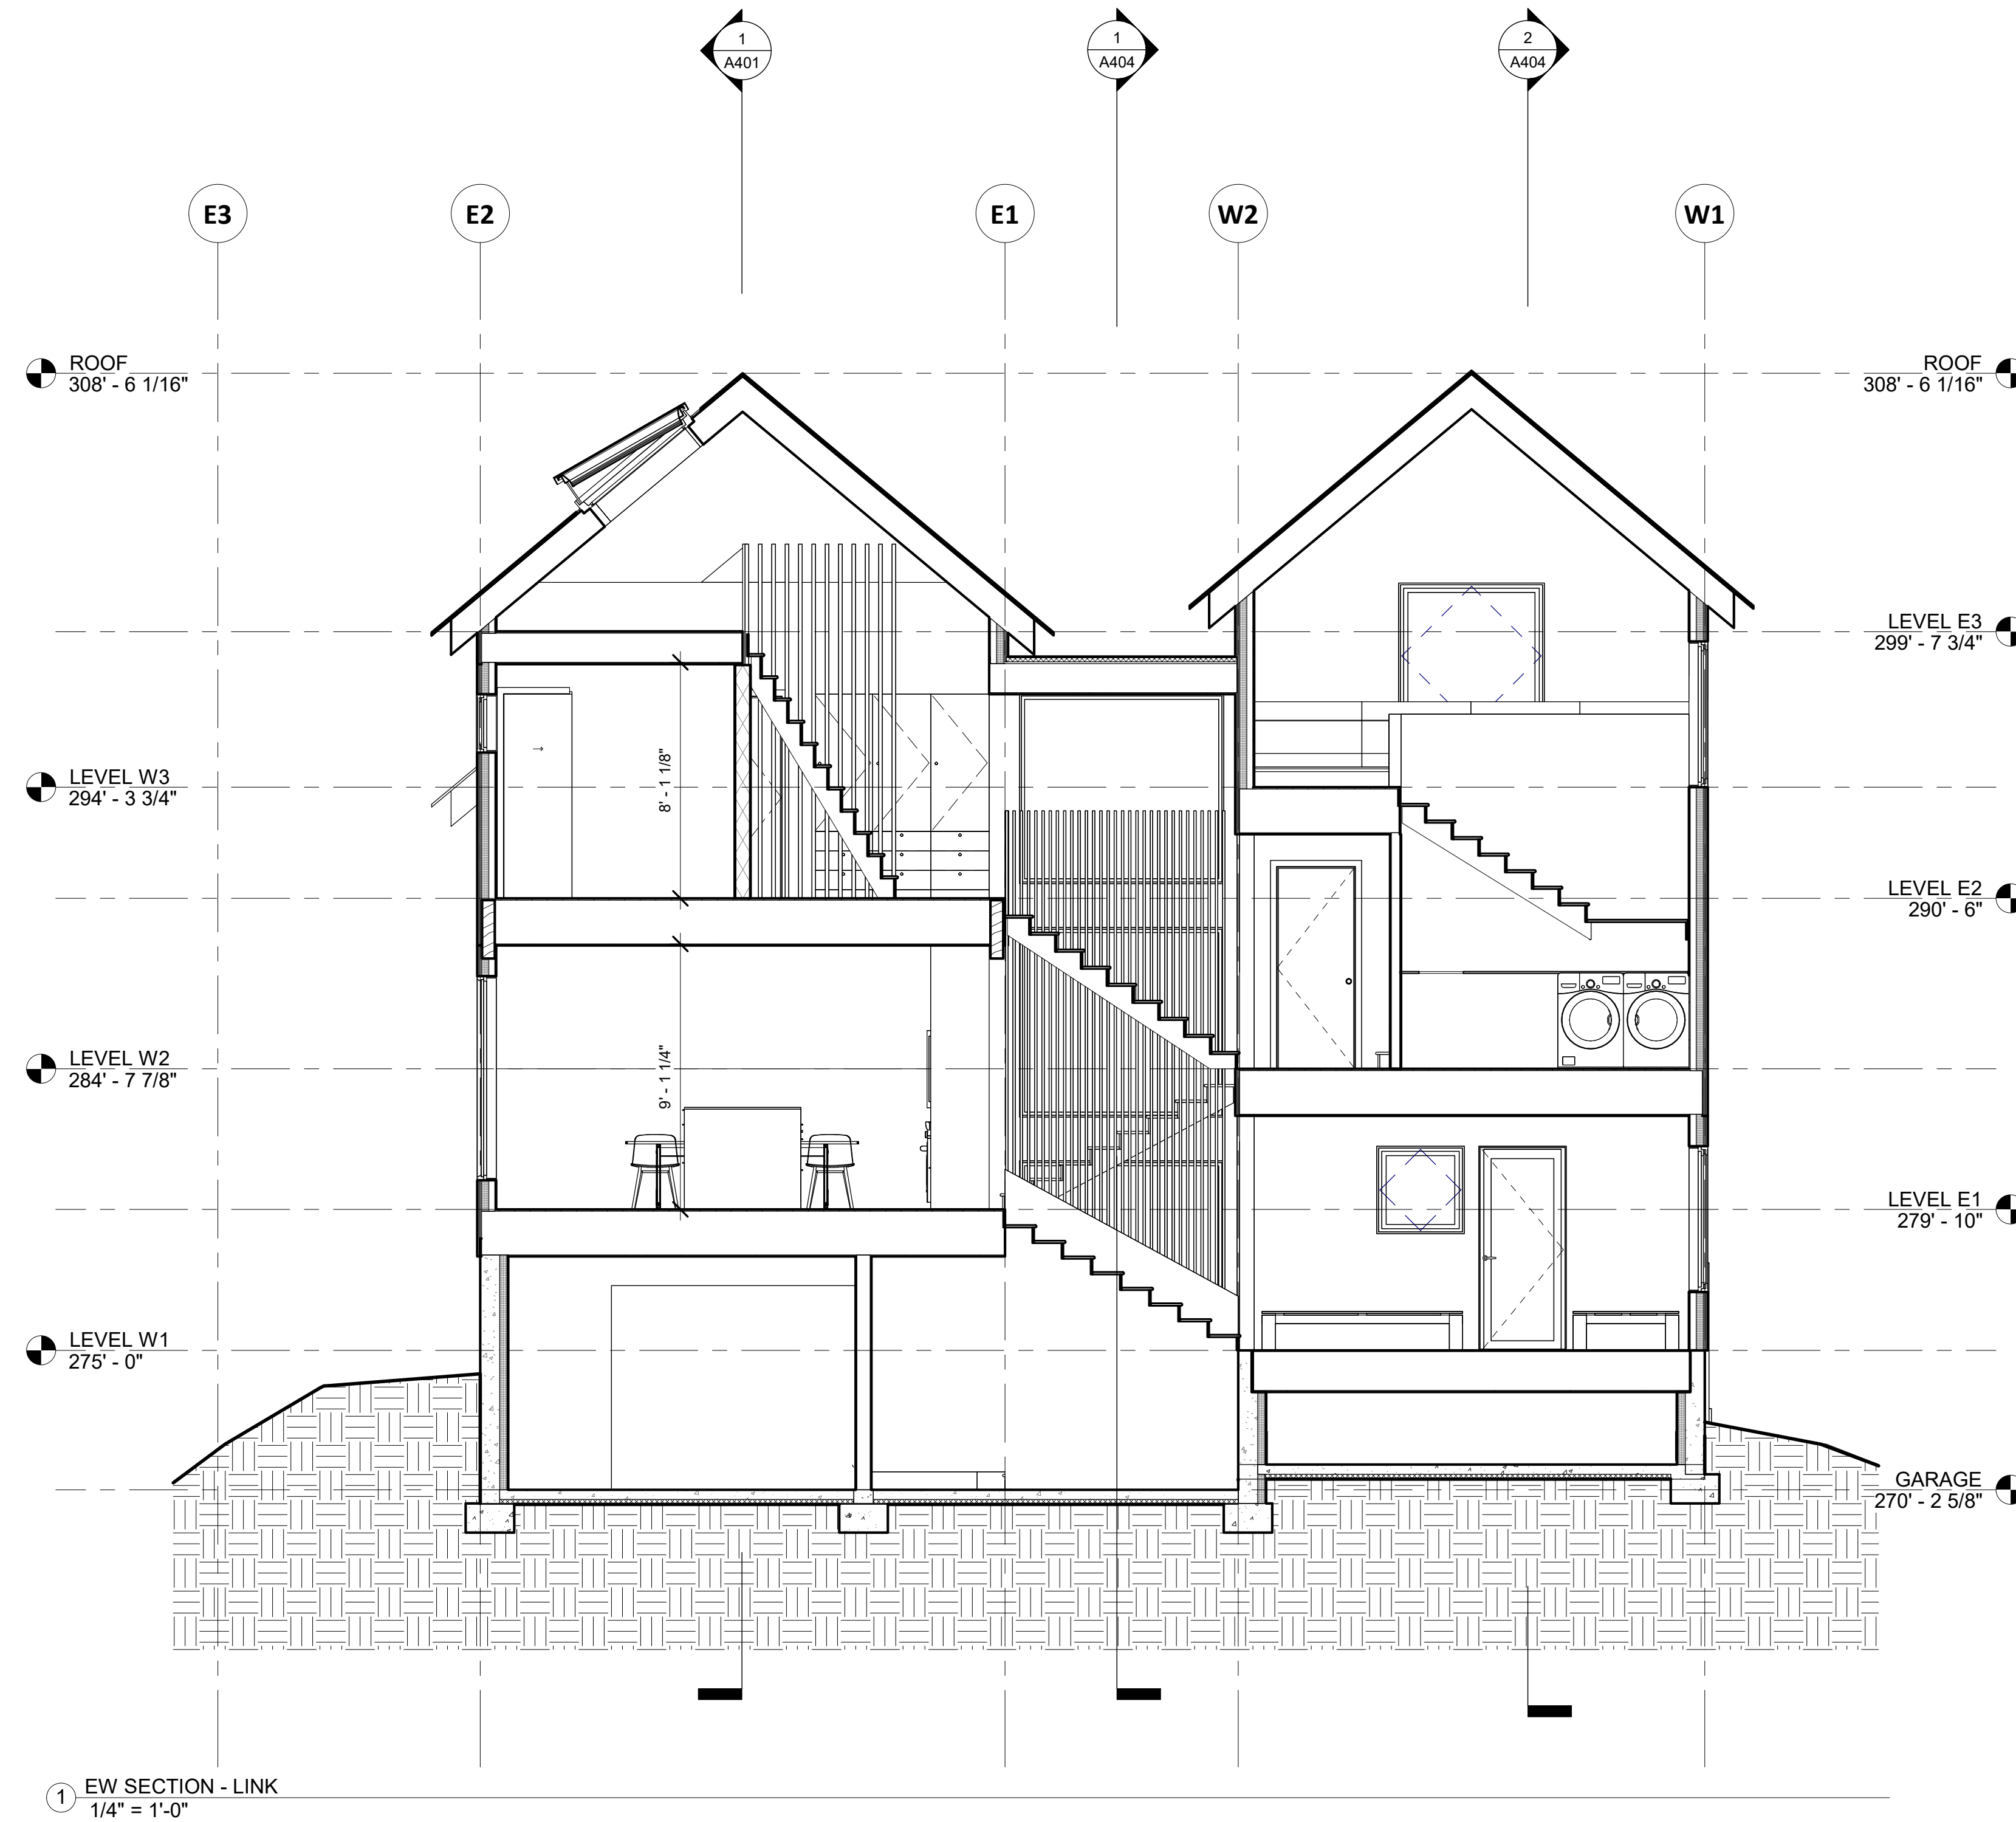 1
A401
1
A404
2
A404
E3
E2
E1
W2
W1
ROOF
308' - 6 1/16"
ROOF
308' - 6 1/16"
LEVEL E3
299' - 7 3/4"
LEVEL W3
294' - 3 3/4"
8' - 1 1/8"
LEVEL E2
290' - 6"
LEVEL W2
284' - 7 7/8"
9' - 1 1/4"
LEVEL E1
279' - 10"
LEVEL W1
275' - 0"
GARAGE
270' - 2 5/8"
1
EW SECTION - LINK
1/4" = 1'-0"